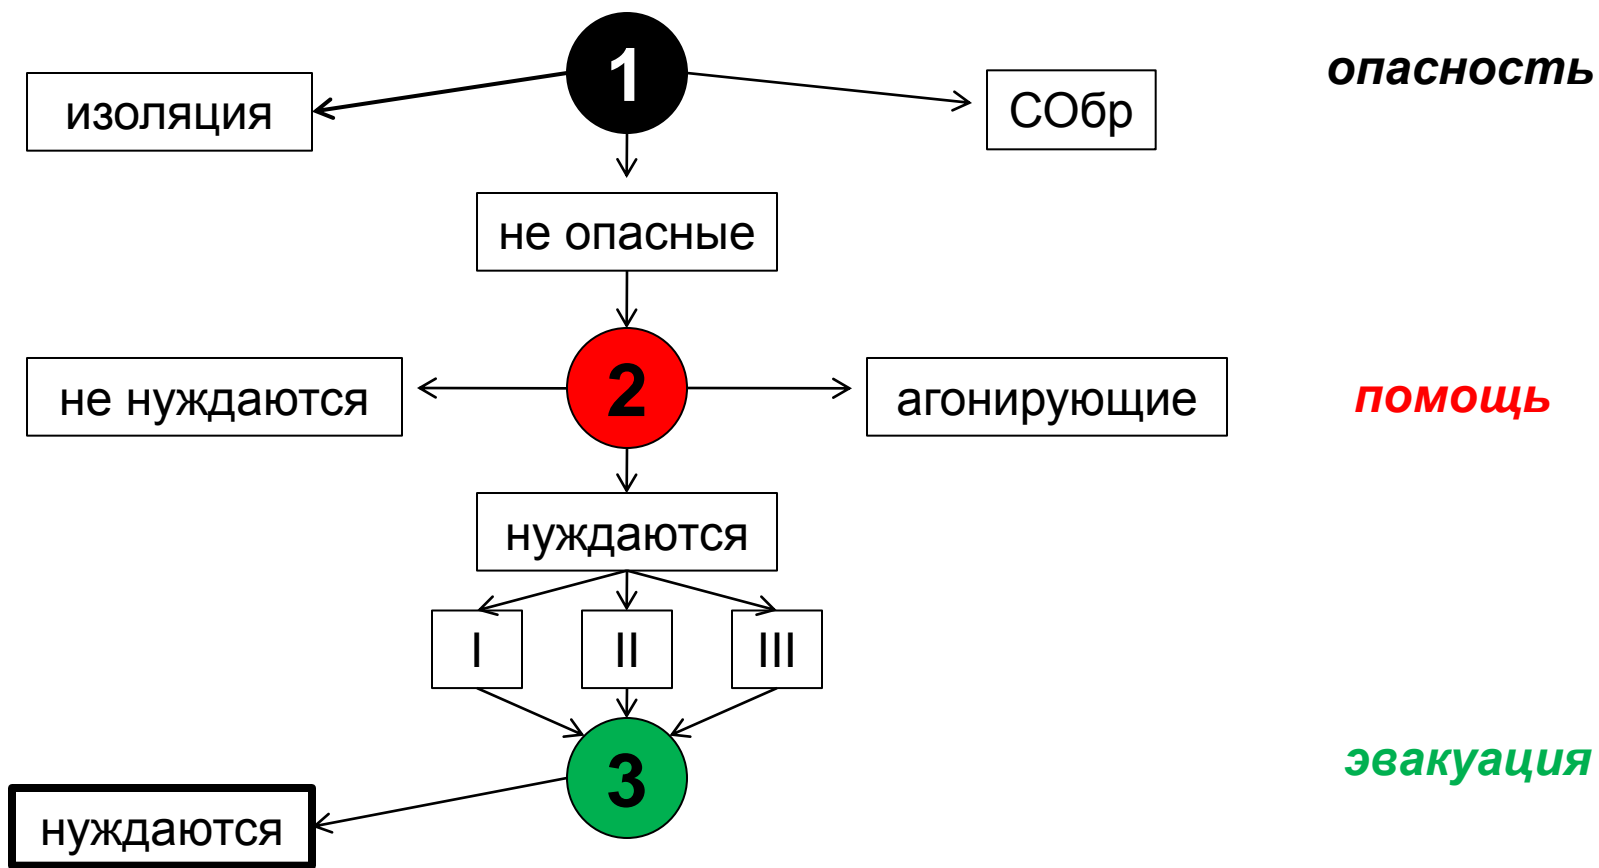 1
опасность
изоляция
СОбр
не опасные
не нуждаются
2
агонирующие
помощь
нуждаются
I
II
III
3
эвакуация
нуждаются